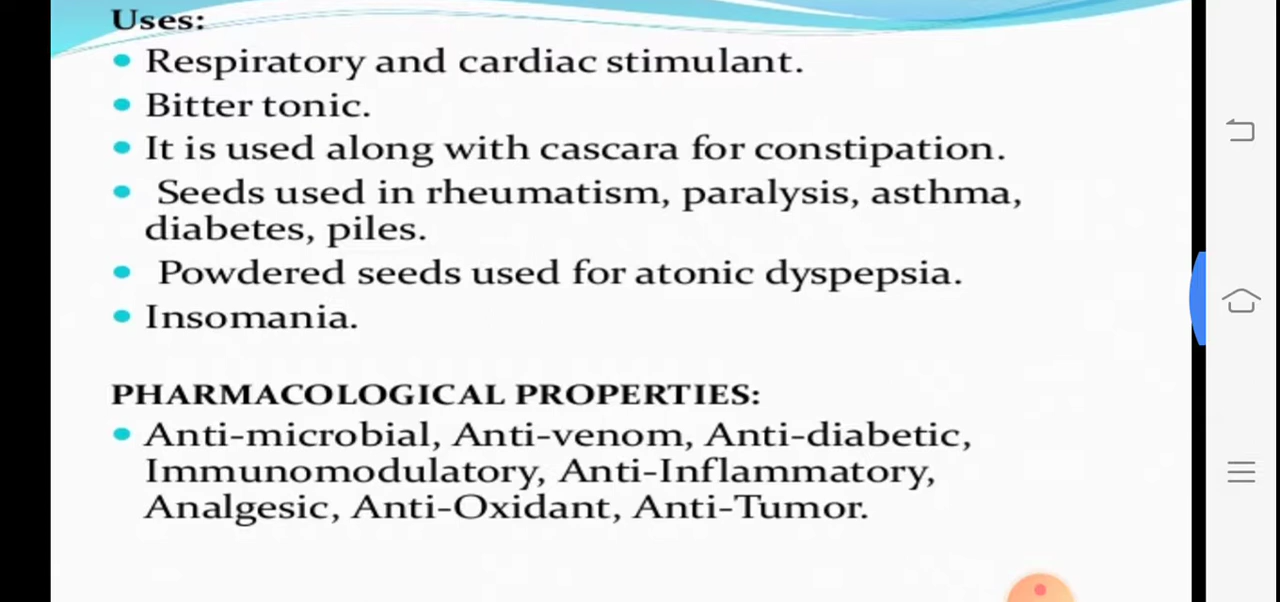 Uses:
• Respiratory and cardiac stimulant.
• Bitter tonic.
• It is used along with cascara for constipation.
• Seeds used in rheumatism, paralysis, asthma,
diabetes, piles.
• Powdered seeds used for atonic dyspepsia.
• Insomania.
PHARMACOLOGICAL PROPERTIES:
• Anti-microbial, Anti-venom, Anti-diabetic,
Immunomodulatory, Anti-Inflammatory,
Analgesic, Anti-Oxidant, Anti-Tumor.